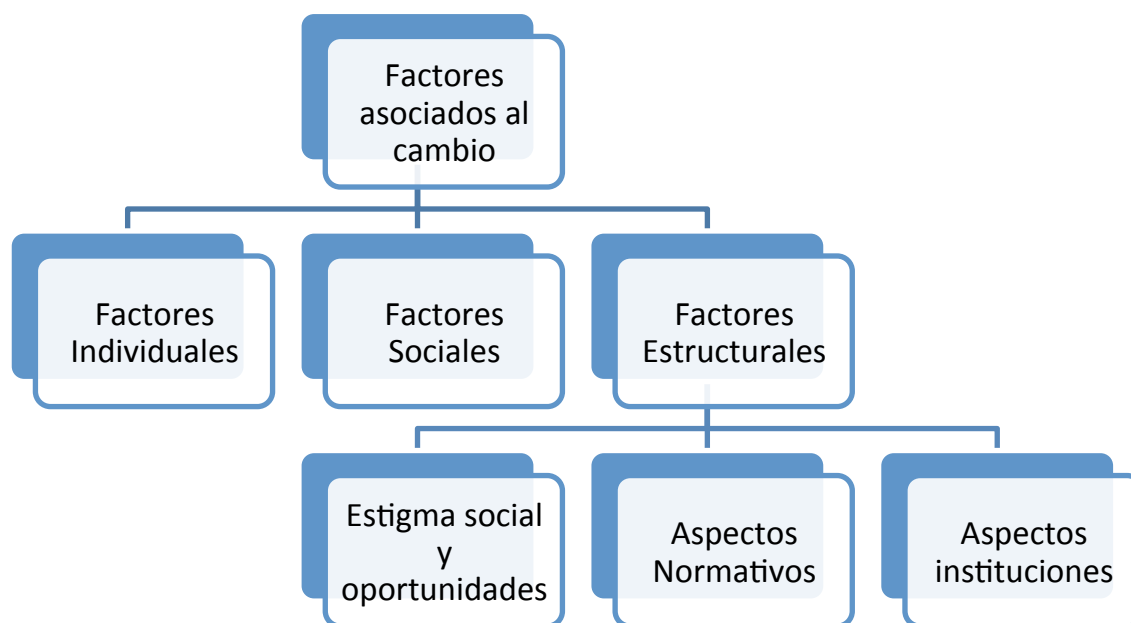 Factores
asociados al
cambio
Factores
Individuales
Factores
Sociales
Factores
Estructurales
Estigma social
y
oportunidades
Aspectos
Normativos
Aspectos
instituciones